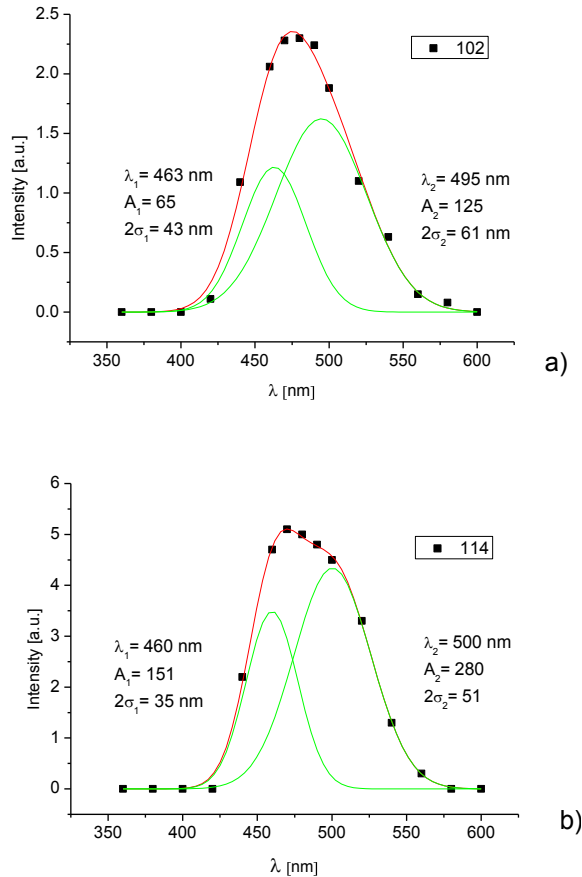 2.5
2.0
1.5
1.0
0.5
0.0
Intensity [a.u.]
102
λ₁= 463 nm
A₁= 65
2σ₁= 43 nm
λ₂= 495 nm
A₂= 125
2σ₂= 61 nm
350 400 450 500 550 600
λ [nm]
a)
6
5
4
3
2
1
0
Intensity [a.u.]
114
λ₁= 460 nm
A₁= 151
2σ₁= 35 nm
λ₂= 500 nm
A₂= 280
2σ₂= 51
350 400 450 500 550 600
λ [nm]
b)